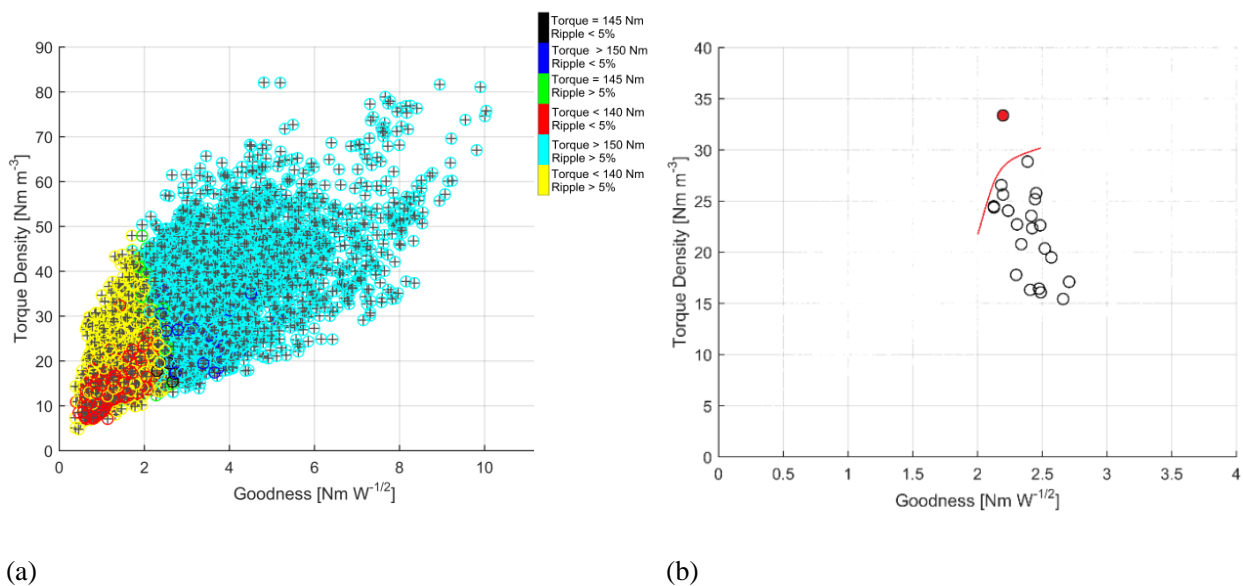 Torque = 145 Nm
Ripple < 5%
Torque > 150 Nm
Ripple < 5%
Torque = 145 Nm
Ripple > 5%
Torque < 140 Nm
Ripple < 5%
Torque > 150 Nm
Ripple > 5%
Torque < 140 Nm
Ripple > 5%
90
80
70
60
50
40
30
20
10
0
Torque Density [Nm m⁻³]
0 2 4 6 8 10
Goodness [Nm W⁻¹/²]
(a)
40
35
30
25
20
15
10
5
0
Torque Density [Nm m⁻³]
0 0.5 1 1.5 2 2.5 3 3.5 4
Goodness [Nm W⁻¹/²]
(b)